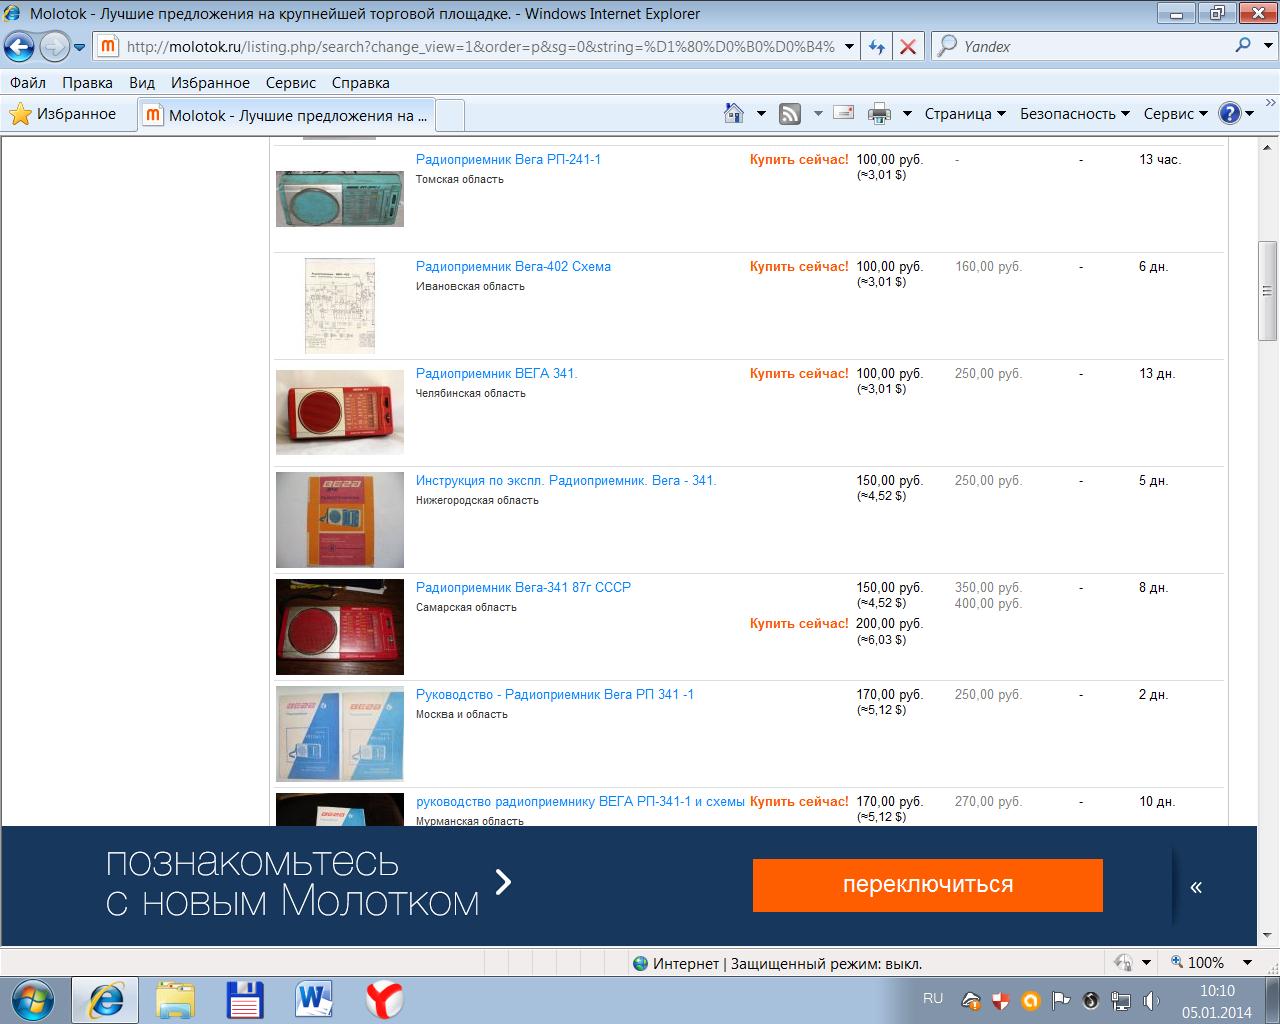 Molotok - Лучшие предложения на крупнейшей торговой площадке. - Windows Internet Explorer
http://molotok.ru/listing.php/search?change_view=1&order=p&sg=0&string=%D1%80%D0%B0%D0%B4%
Yandex
Файл Правка Вид Избранное Сервис Справка
Избранное
Molotok - Лучшие предложения на ...
Страница Безопасность Сервис
Радиоприемник Вега РП-241-1 Купить сейчас! 100,00 руб. - - 13 час.
Томская область (≈3,01 $)
Радиоприемник Вега-402 Схема Купить сейчас! 100,00 руб. 160,00 руб. - 6 дн.
Ивановская область (≈3,01 $)
Радиоприемник ВЕГА 341. Купить сейчас! 100,00 руб. 250,00 руб. - 13 дн.
Челябинская область (≈3,01 $)
Инструкция по экспл. Радиоприемник. Вега - 341. 150,00 руб. 250,00 руб. - 5 дн.
Нижегородская область (≈4,52 $)
ВЕГА
Радиоприемник Вега-341 87г СССР 150,00 руб. 350,00 руб. - 8 дн.
Самарская область (≈4,52 $) 400,00 руб.
Купить сейчас! 200,00 руб.
(≈6,03 $)
Руководство - Радиоприемник Вега РП 341 -1 170,00 руб. 250,00 руб. - 2 дн.
Москва и область (≈5,12 $)
ВЕГА ВЕГА
руководство радиоприемнику ВЕГА РП-341-1 и схемы Купить сейчас! 170,00 руб. 270,00 руб. - 10 дн.
Мурманская область (≈5,12 $)
познакомьтесь
с новым Молотком
переключиться
«
Интернет | Защищенный режим: выкл.
100%
RU
10:10
05.01.2014